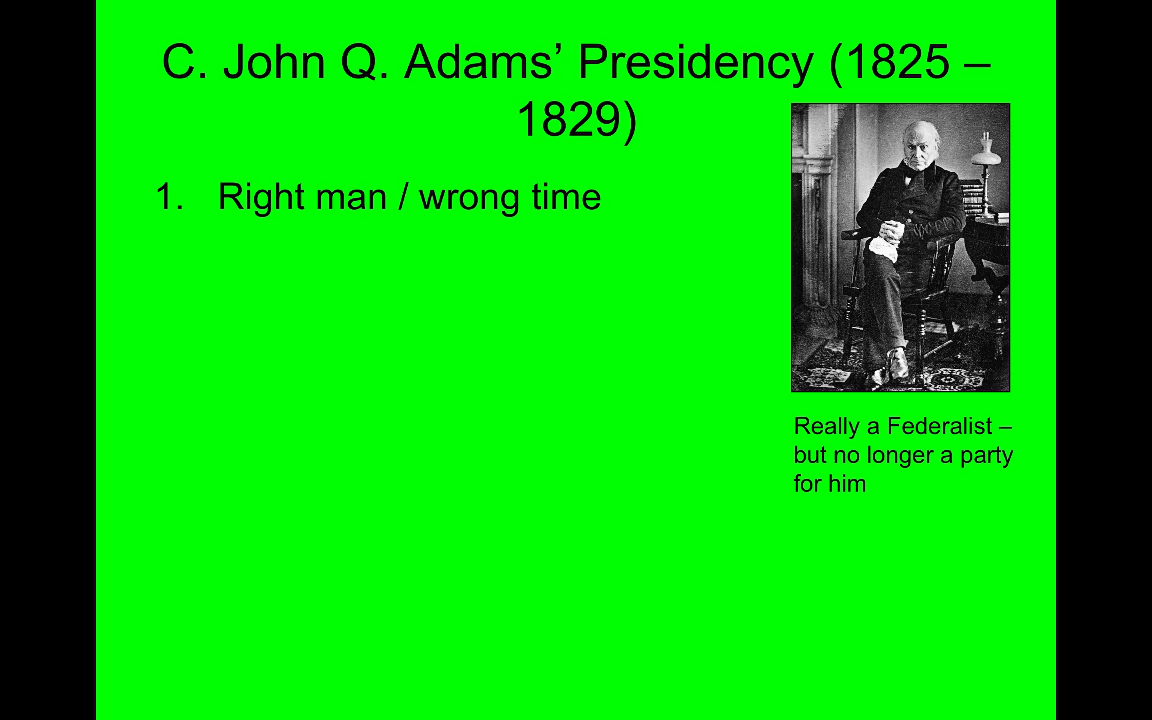 C. John Q. Adams’ Presidency (1825 –
1829)
1. Right man / wrong time
Really a Federalist –
but no longer a party
for him